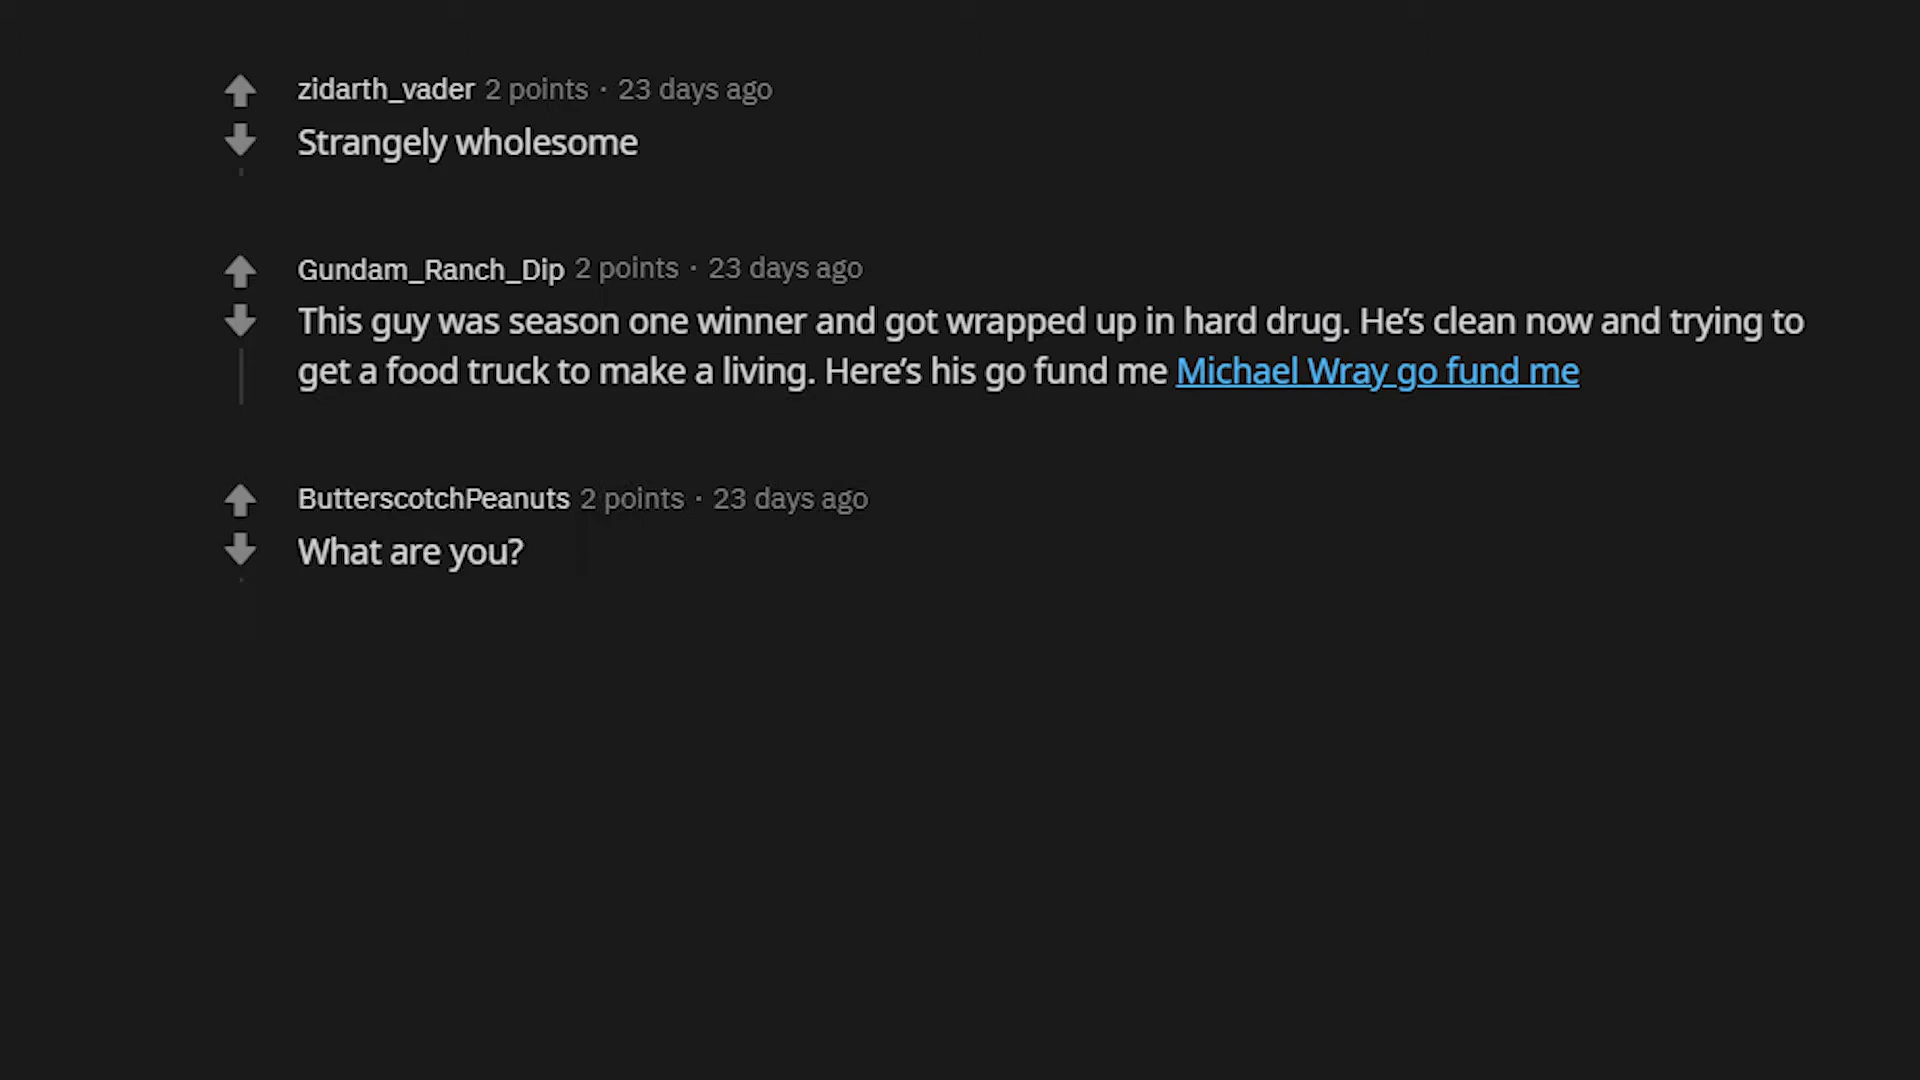 zidarth_vader 2 points · 23 days ago
Strangely wholesome
Gundam_Ranch_Dip 2 points · 23 days ago
This guy was season one winner and got wrapped up in hard drug. He’s clean now and trying to
get a food truck to make a living. Here’s his go fund me Michael Wray go fund me
ButterscotchPeanuts 2 points · 23 days ago
What are you?